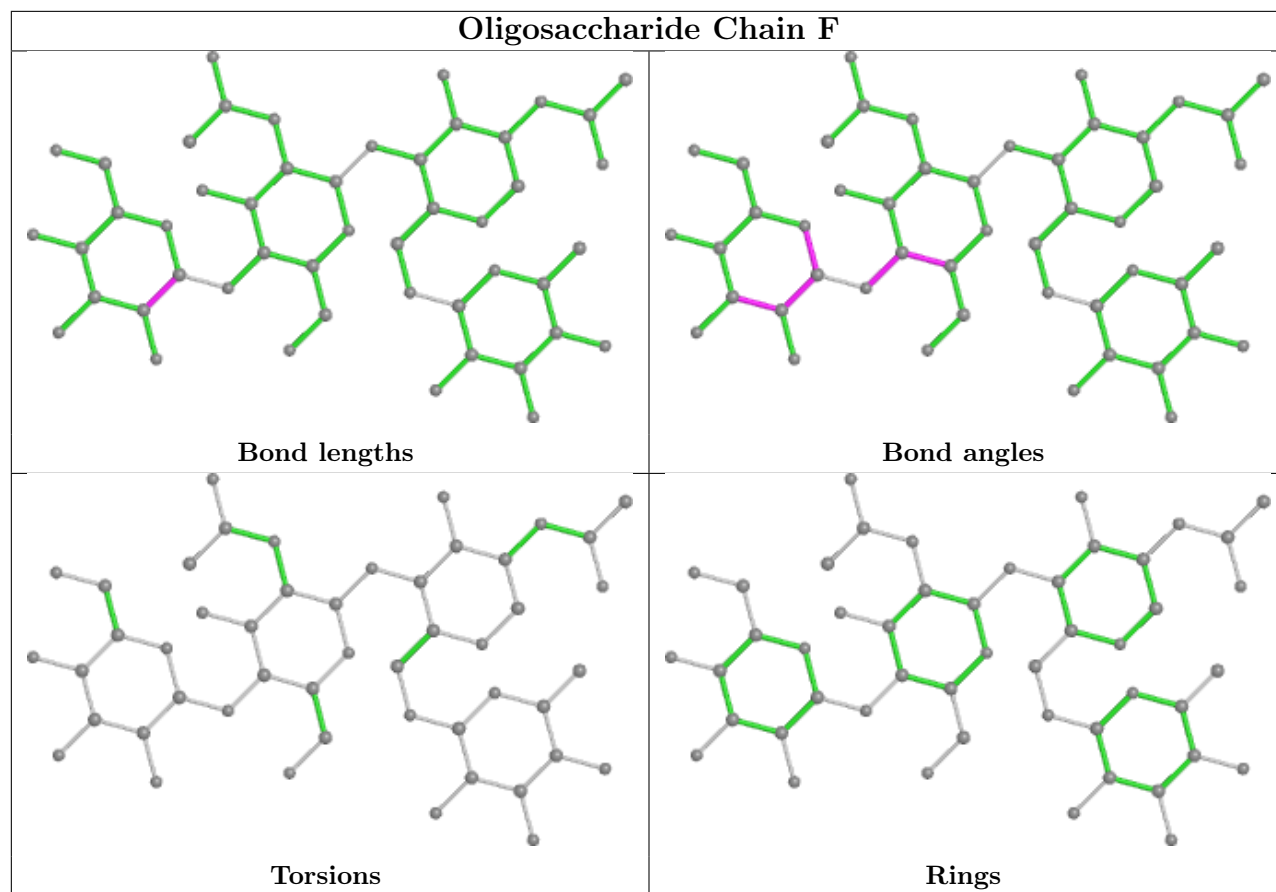 Oligosaccharide Chain F
Bond lengths
Bond angles
Torsions
Rings